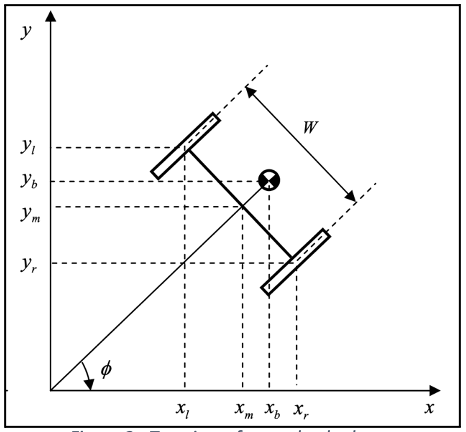 y
W
y_l
y_b
y_m
y_r
ϕ
x_l x_m x_b x_r x